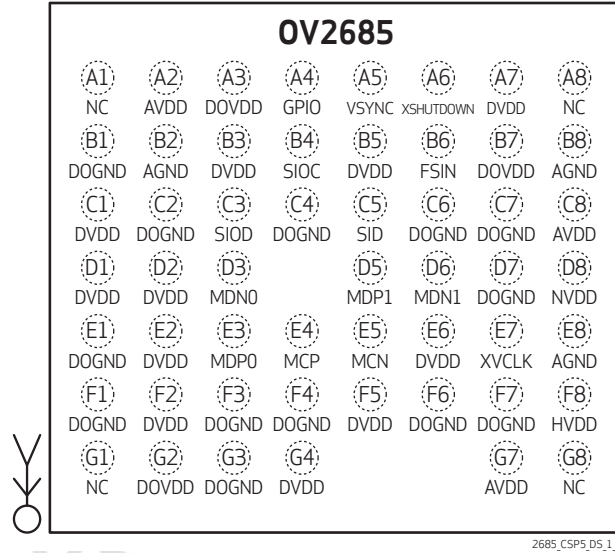 OV2685
A1 A2 A3 A4 A5 A6 A7 A8
NC AVDD DOVDD GPIO VSYNC XSHUTDOWN DVDD NC
B1 B2 B3 B4 B5 B6 B7 B8
DOGND AGND DVDD SIOC DVDD FSIN DOVDD AGND
C1 C2 C3 C4 C5 C6 C7 C8
DVDD DOGND SIOD DOGND SID DOGND DOGND AVDD
D1 D2 D3 D5 D6 D7 D8
DVDD DVDD MDN0 MDP1 MDN1 DOGND NVDD
E1 E2 E3 E4 E5 E6 E7 E8
DOGND DVDD MDP0 MCP MCN DVDD XVCLK AGND
F1 F2 F3 F4 F5 F6 F7 F8
DOGND DVDD DOGND DOGND DVDD DOGND DOGND HVDD
G1 G2 G3 G4 G7 G8
NC DOVDD DOGND DVDD AVDD NC
2685_CSP5_DS_1